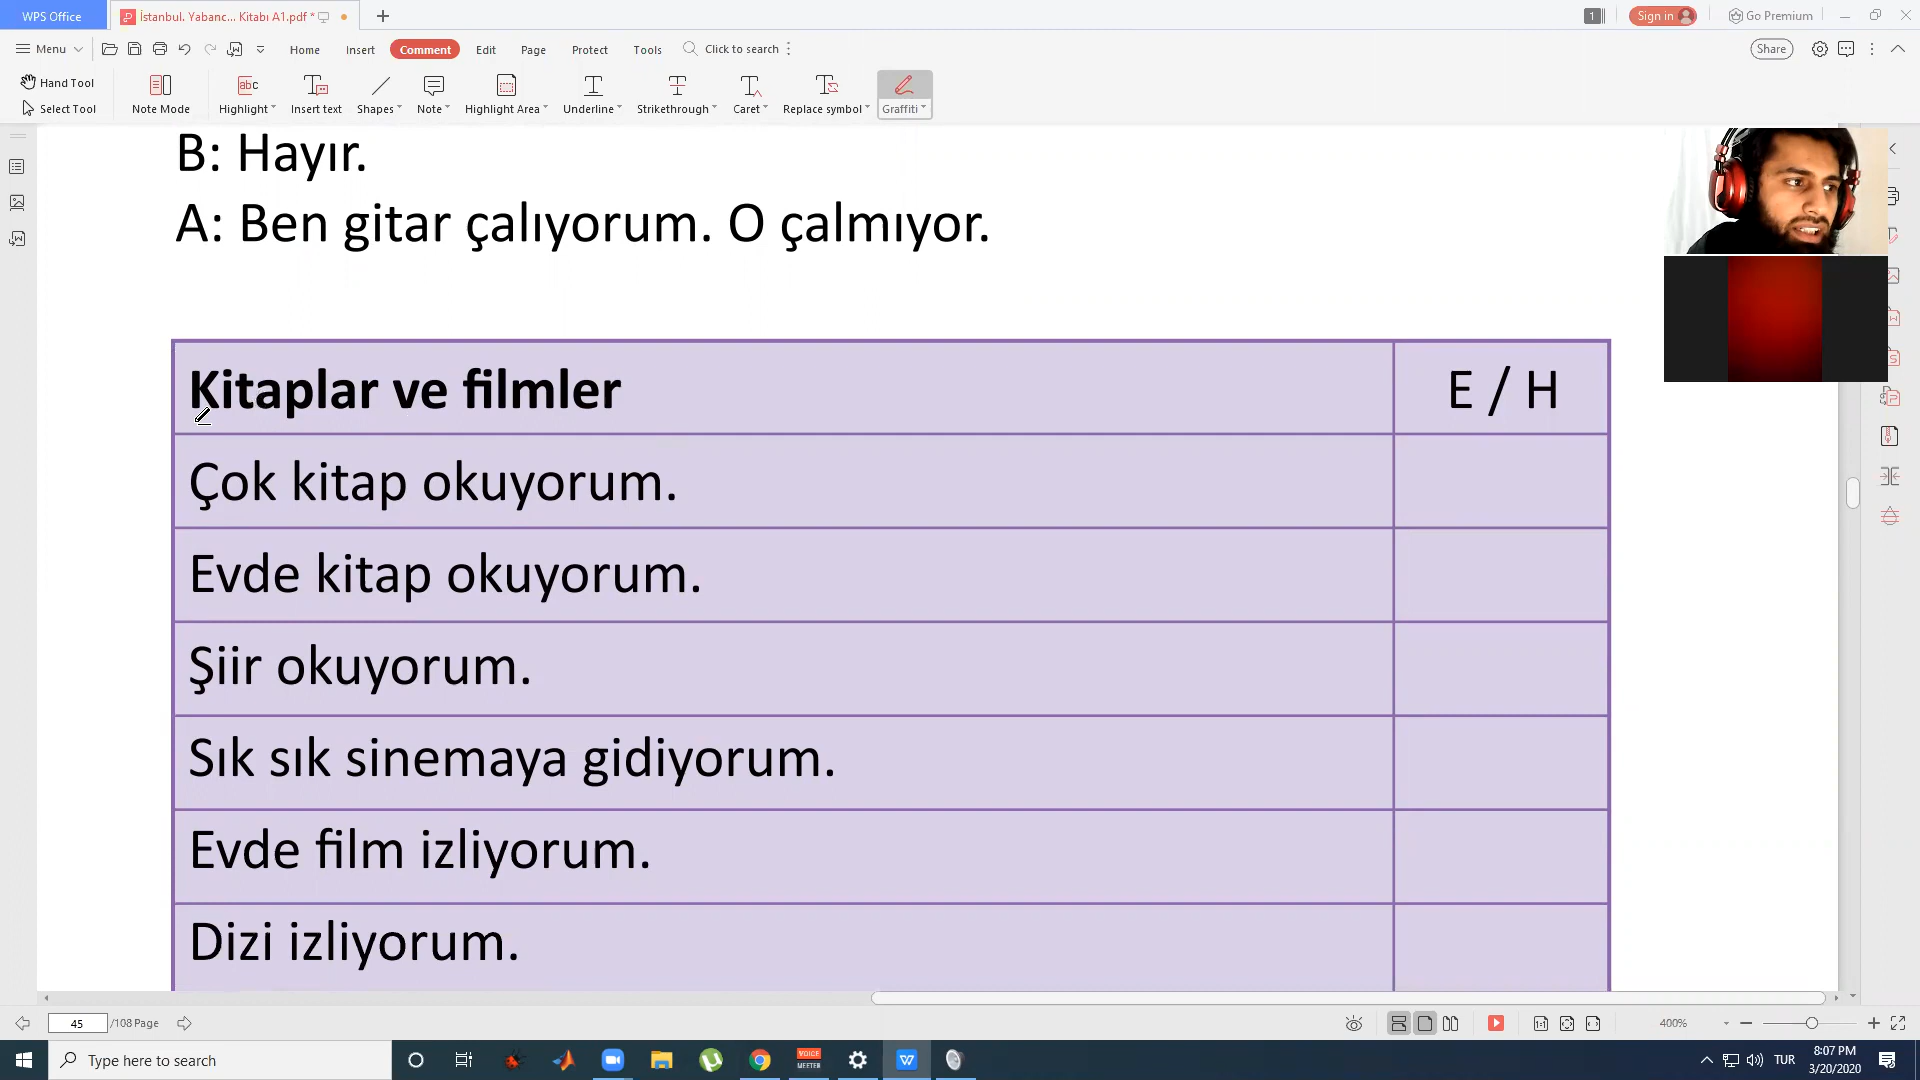 WPS Office İstanbul. Yabanc... Kitabı A1.pdf * 1 Sign in Go Premium
Menu Home Insert Comment Edit Page Protect Tools Click to search Share
Hand Tool
Select Tool
Note Mode Highlight Insert text Shapes Note Highlight Area Underline Strikethrough Caret Replace symbol Graffiti
B: Hayır.
A: Ben gitar çalıyorum. O çalmıyor.
Kitaplar ve filmler E / H
Çok kitap okuyorum.
Evde kitap okuyorum.
Şiir okuyorum.
Sık sık sinemaya gidiyorum.
Evde film izliyorum.
Dizi izliyorum.
45 /108 Page 400%
Type here to search VOICE MEETER TUR 8:07 PM
3/20/2020